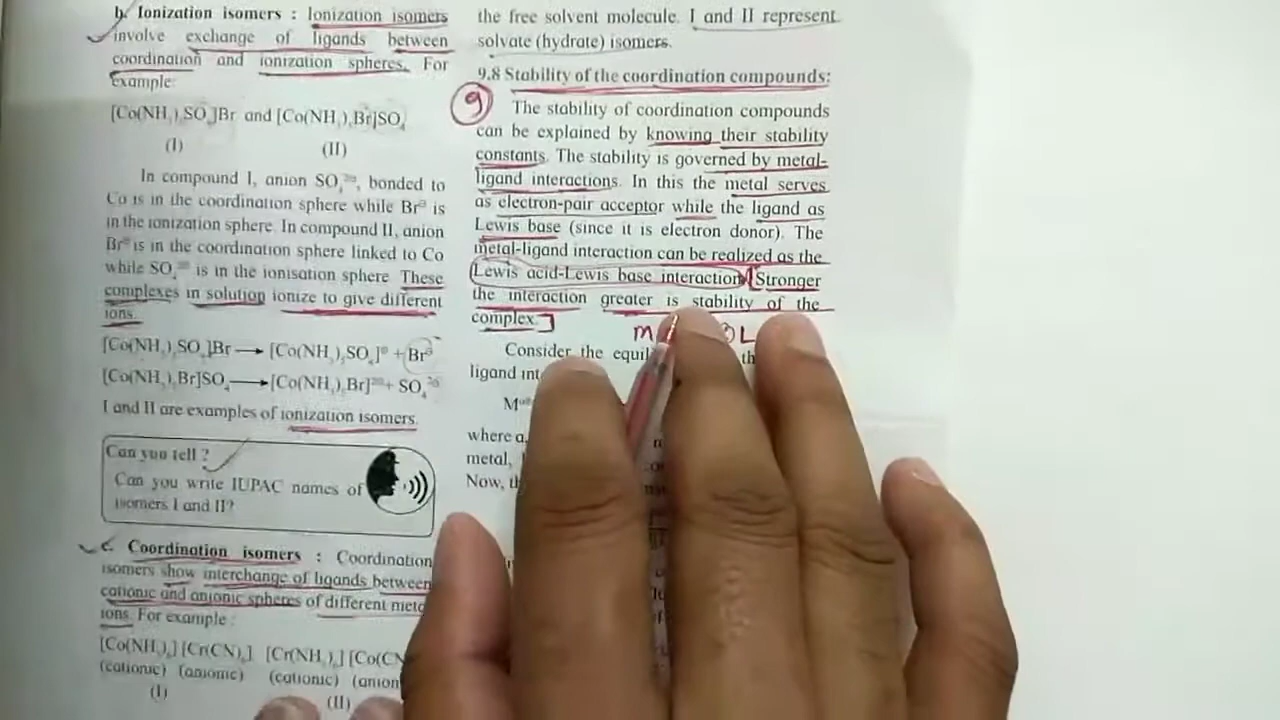 b. Ionization isomers : Ionization isomers
involve exchange of ligands between
coordination and ionization spheres. For
example:
[Co(NH₃)₅SO₄]Br and [Co(NH₃)₅Br]SO₄
(I) (II)
In compound I, anion SO₄²⊖, bonded to
Co is in the coordination sphere while Br⊖ is
in the ionization sphere. In compound II, anion
Br⊖ is in the coordination sphere linked to Co
while SO₄²⊖ is in the ionisation sphere These
complexes in solution ionize to give different
ions.
[Co(NH₃)₅SO₄]Br ⟶ [Co(NH₃)₅SO₄]⊕ + Br⊖
[Co(NH₃)₅Br]SO₄ ⟶ [Co(NH₃)₅Br]²⊕ + SO₄²⊖
I and II are examples of ionization isomers.
Can you tell ?
Can you write IUPAC names of
isomers I and II?
c. Coordination isomers : Coordination
isomers show interchange of ligands between
cationic and anionic spheres of different
ions. For example :
[Co(NH₃)₆] [Cr(CN)₆] [Cr(NH₃)₆] [Co(CN
(cationic) (anionic) (cationic) (anion
(I) (II)
the free solvent molecule. I and II represent
solvate (hydrate) isomers.
9.8 Stability of the coordination compounds:
9
The stability of coordination compounds
can be explained by knowing their stability
constants. The stability is governed by metal-
ligand interactions. In this the metal serves
as electron-pair acceptor while the ligand as
Lewis base (since it is electron donor). The
metal-ligand interaction can be realized as the
Lewis acid-Lewis base interaction. Stronger
the interaction greater is stability of the
complex.
M L
Consider the equil th
ligand int
M
where a
metal,
Now, th